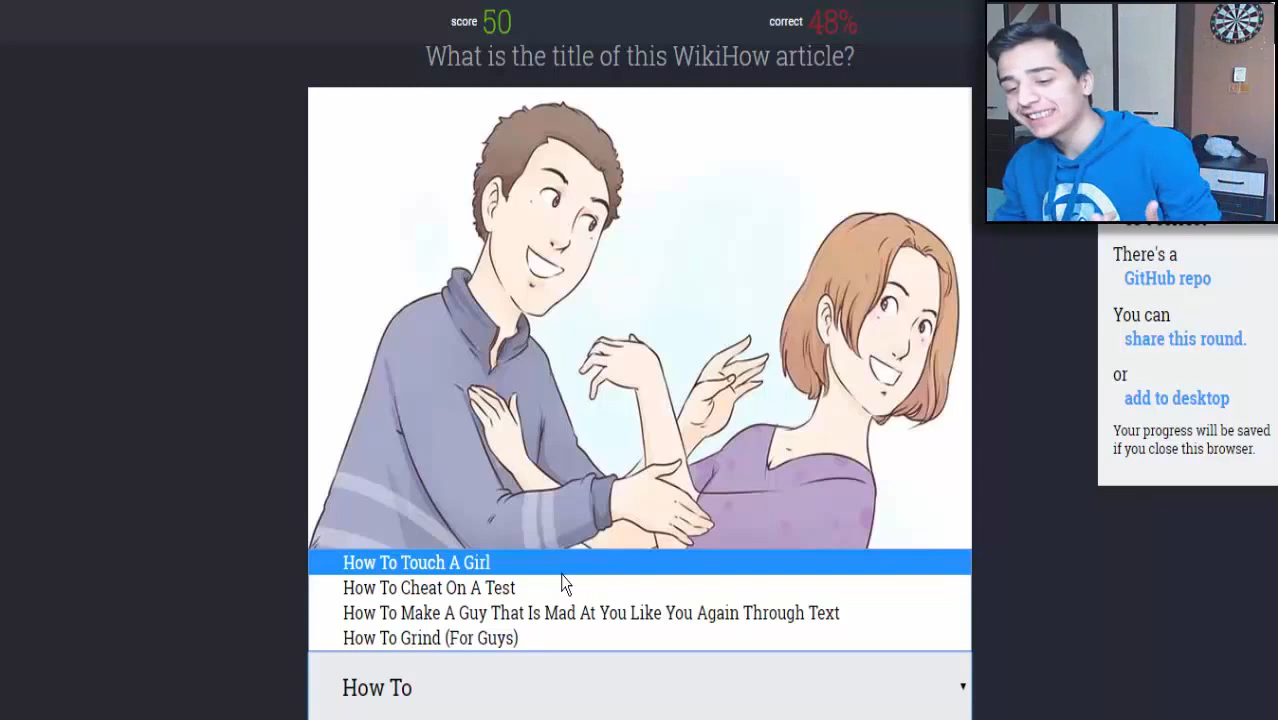 score 50
correct 48%
What is the title of this WikiHow article?
There's a
GitHub repo
You can
share this round.
or
add to desktop
Your progress will be saved
if you close this browser.
How To Touch A Girl
How To Cheat On A Test
How To Make A Guy That Is Mad At You Like You Again Through Text
How To Grind (For Guys)
How To